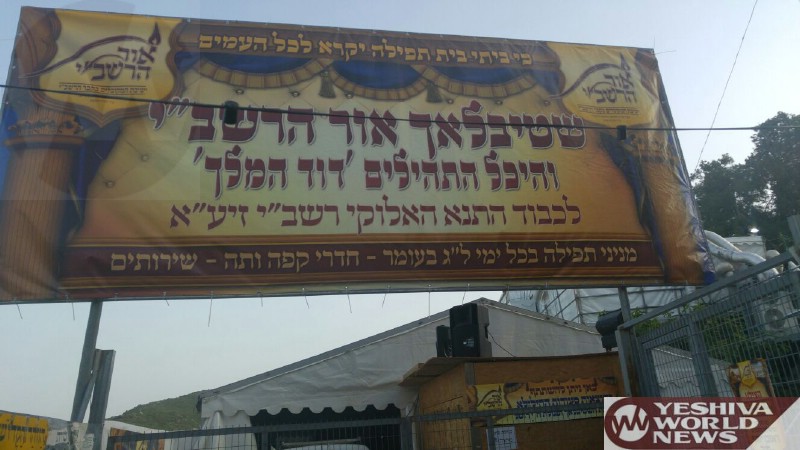 כי ביתי בית תפילה יקרא לכל העמים
אור
הרשב"י
אור
הרשב"י
שטיבלאך אור הרשב"י
והיכל התהילים 'דוד המלך'
לכבוד התנא האלוקי רשב"י זיע"א
מניני תפילה בכל ימי ל"ג בעומר - חדרי קפה ותה - שירותים
YESHIVA
WORLD
NEWS